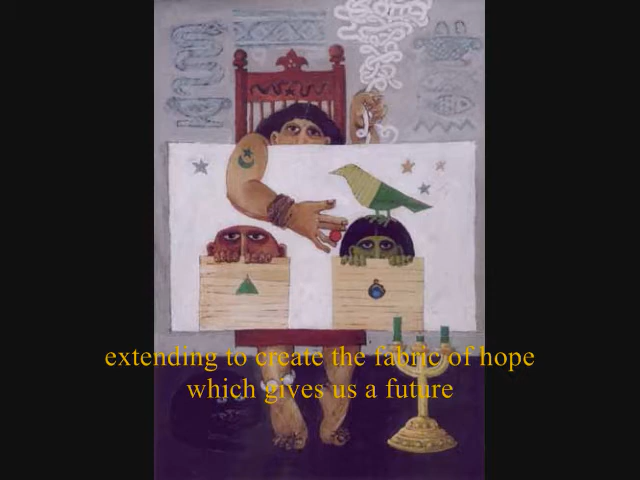 extending to create the fabric of hope
which gives us a future